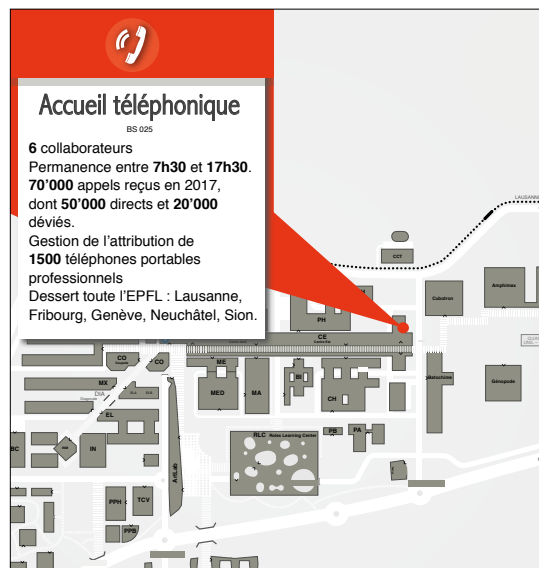 Accueil téléphonique
BS 025
6 collaborateurs
Permanence entre 7h30 et 17h30.
70’000 appels reçus en 2017,
dont 50’000 directs et 20’000
déviés.
Gestion de l’attribution de
1500 téléphones portables
professionnels
Dessert toute l’EPFL : Lausanne,
Fribourg, Genève, Neuchâtel, Sion.
LAUSANNE
CCT
Cubotron
Amphimax
PH
CE
CO
CO
ME
BI
MX
DIA
MED
MA
CH
Batochime
Génopode
EL
BC
IN
RLC Rolex Learning Center
PB
PA
ArtLab
PPH
TCV
PPB